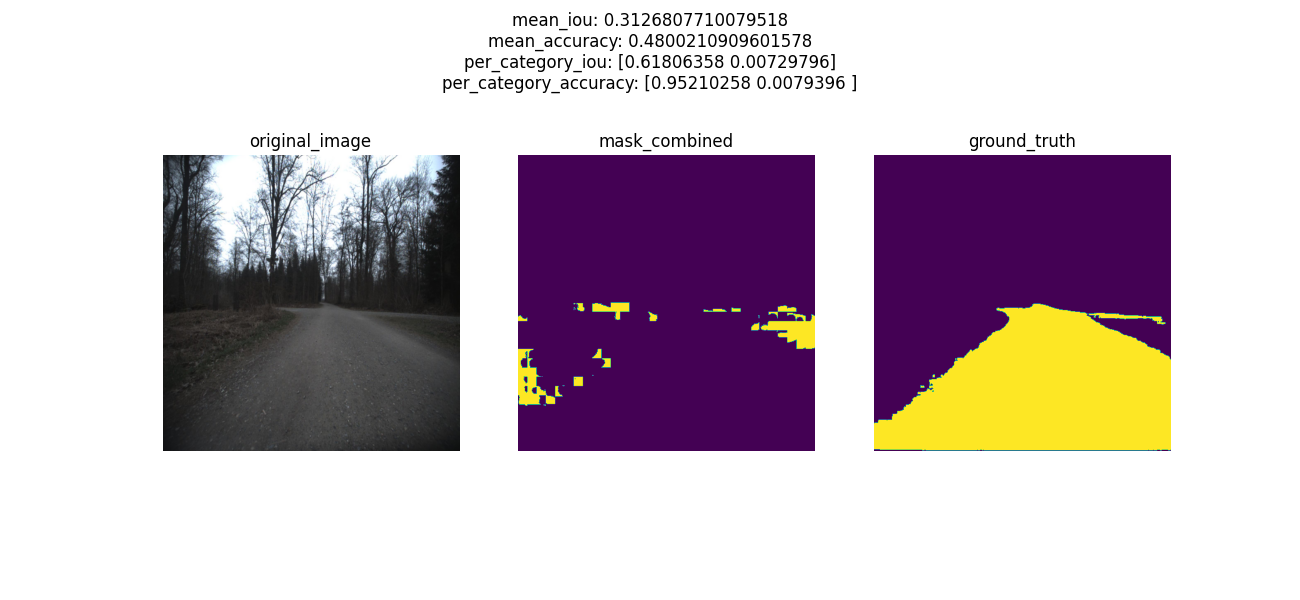 mean_iou: 0.3126807710079518
mean_accuracy: 0.4800210909601578
per_category_iou: [0.61806358 0.00729796]
per_category_accuracy: [0.95210258 0.0079396 ]
original_image
mask_combined
ground_truth